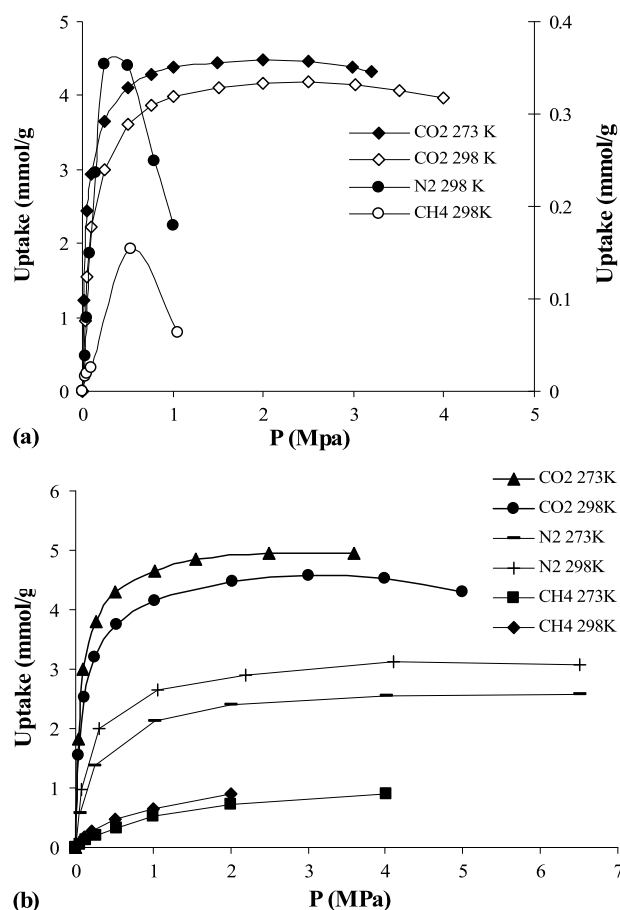 5
4
3
2
1
0
Uptake (mmol/g)
0.4
0.3
0.2
0.1
0
Uptake (mmol/g)
CO2 273 K
CO2 298 K
N2 298 K
CH4 298K
0 1 2 3 4 5
P (Mpa)
(a)
CO2 273K
CO2 298K
N2 273K
N2 298K
CH4 273K
CH4 298K
6
5
4
3
2
1
0
Uptake (mmol/g)
0 1 2 3 4 5 6 7
P (MPa)
(b)